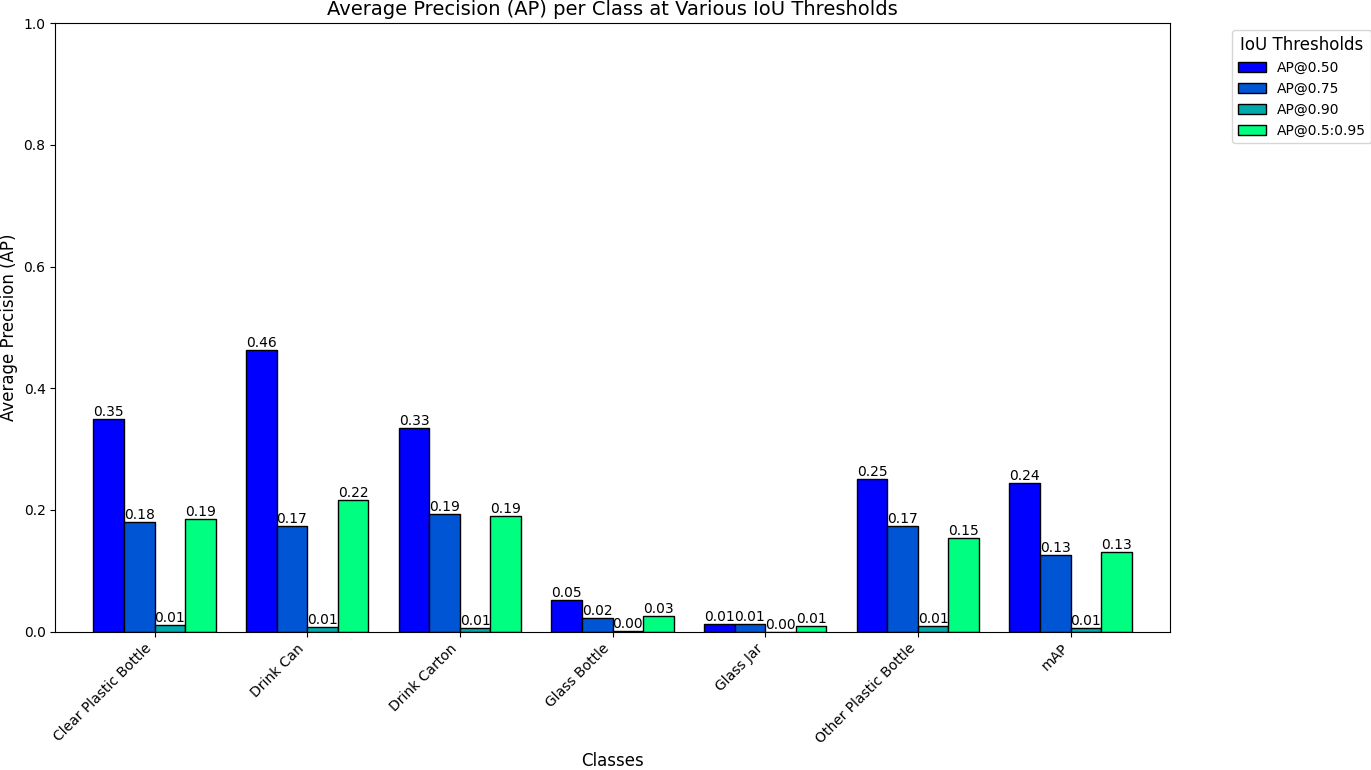 Average Precision (AP) per Class at Various IoU Thresholds
1.0
0.8
0.6
0.4
0.2
0.0
Average Precision (AP)
0.35
0.18
0.01
0.19
0.46
0.17
0.01
0.22
0.33
0.19
0.01
0.19
0.05
0.02
0.00
0.03
0.01
0.01
0.00
0.01
0.25
0.17
0.01
0.15
0.24
0.13
0.01
0.13
Clear Plastic Bottle
Drink Can
Drink Carton
Glass Bottle
Glass Jar
Other Plastic Bottle
mAP
Classes
IoU Thresholds
AP@0.50
AP@0.75
AP@0.90
AP@0.5:0.95